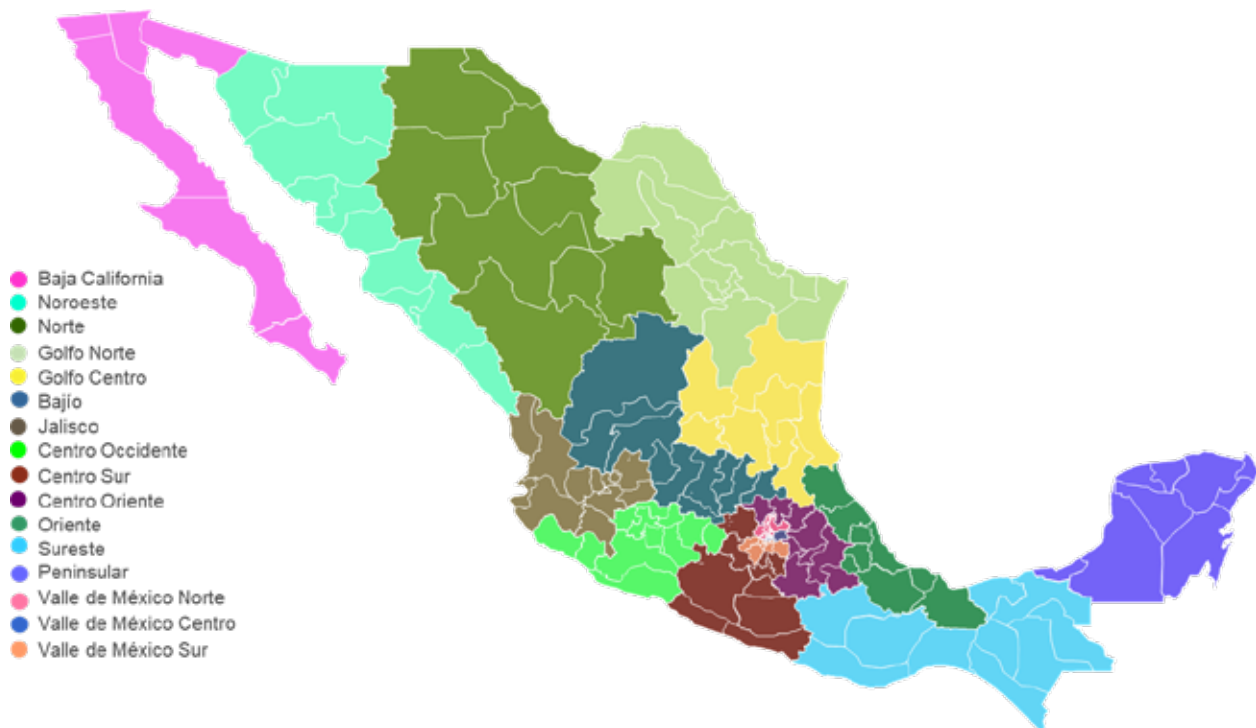 Baja California
Noroeste
Norte
Golfo Norte
Golfo Centro
Bajío
Jalisco
Centro Occidente
Centro Sur
Centro Oriente
Oriente
Sureste
Peninsular
Valle de México Norte
Valle de México Centro
Valle de México Sur